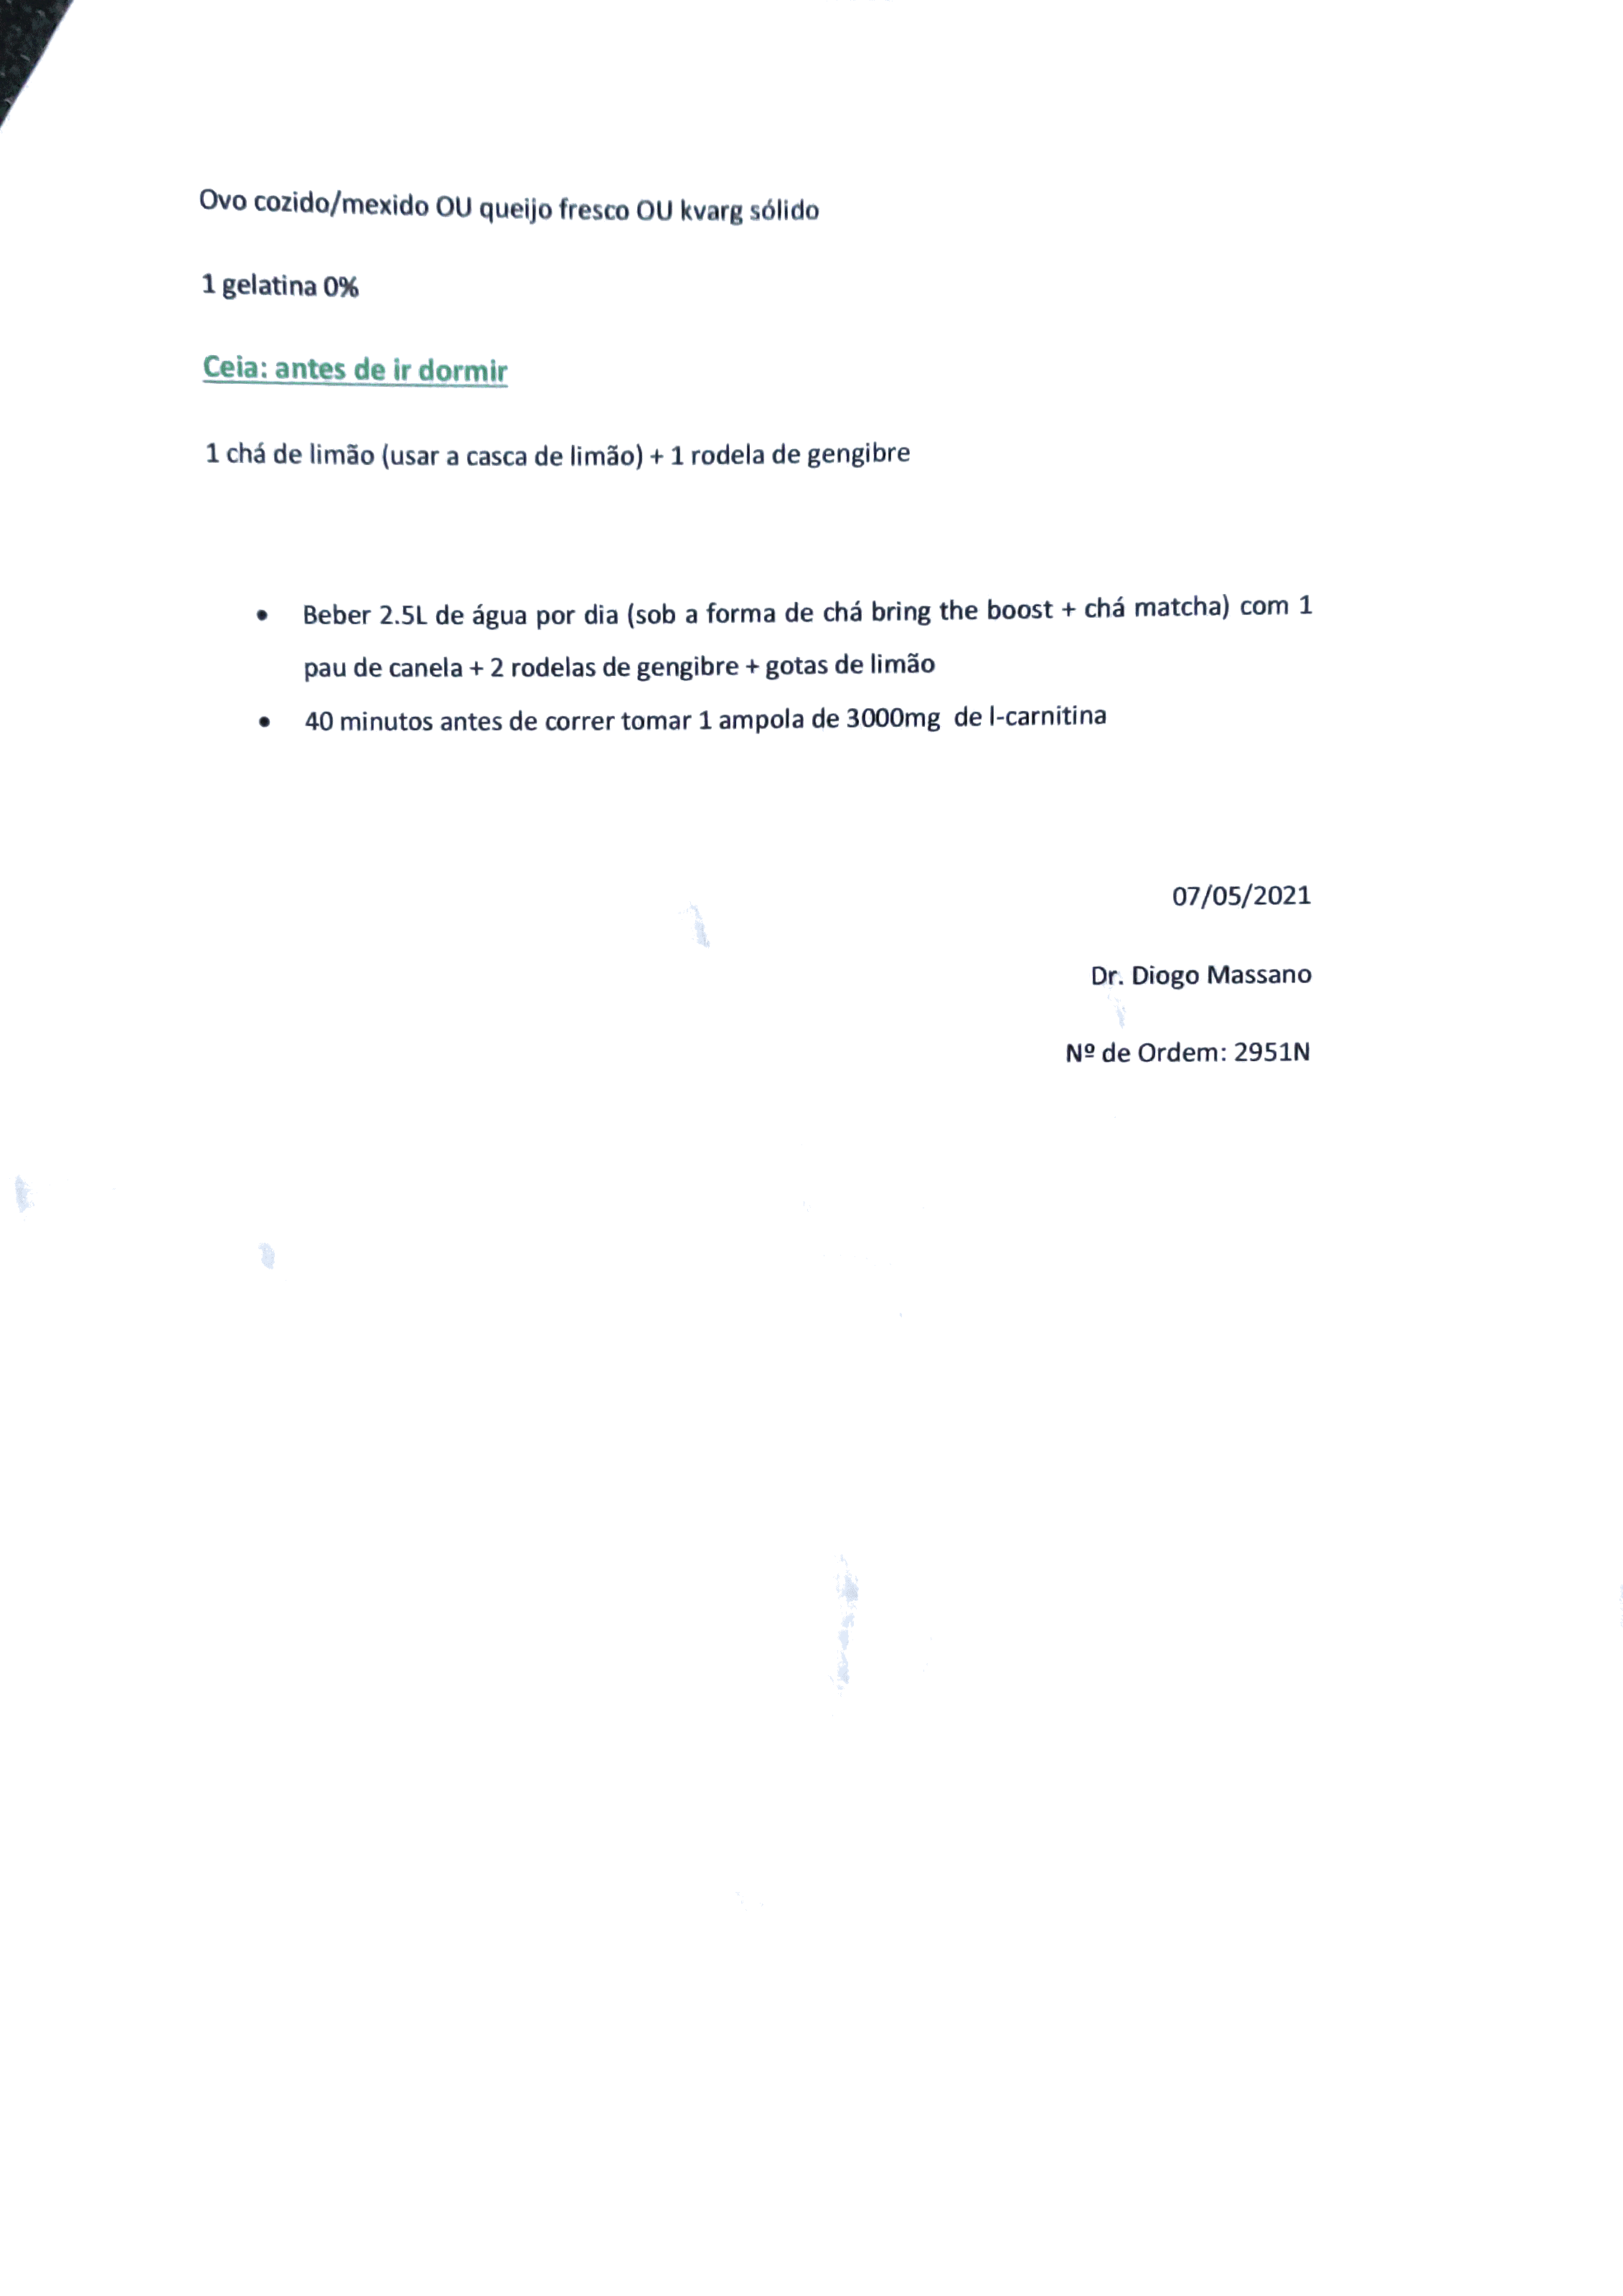 Ovo cozido/mexido OU queijo fresco OU kvarg sólido
1 gelatina 0%
Ceia: antes de ir dormir
1 chá de limão (usar a casca de limão) + 1 rodela de gengibre
• Beber 2.5L de água por dia (sob a forma de chá bring the boost + chá matcha) com 1
pau de canela + 2 rodelas de gengibre + gotas de limão
• 40 minutos antes de correr tomar 1 ampola de 3000mg de l-carnitina
07/05/2021
Dr. Diogo Massano
Nº de Ordem: 2951N